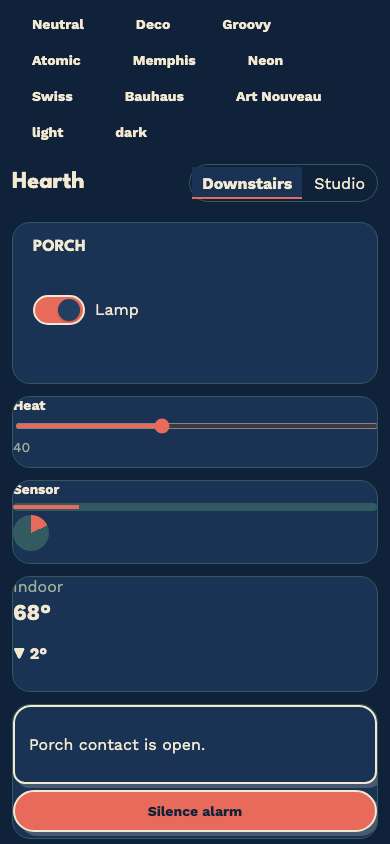 Neutral Deco Groovy
Atomic Memphis Neon
Swiss Bauhaus Art Nouveau
light dark
Hearth Downstairs Studio
PORCH
Lamp
Heat
40
Sensor
Indoor
68°
▼ 2°
Porch contact is open.
Silence alarm